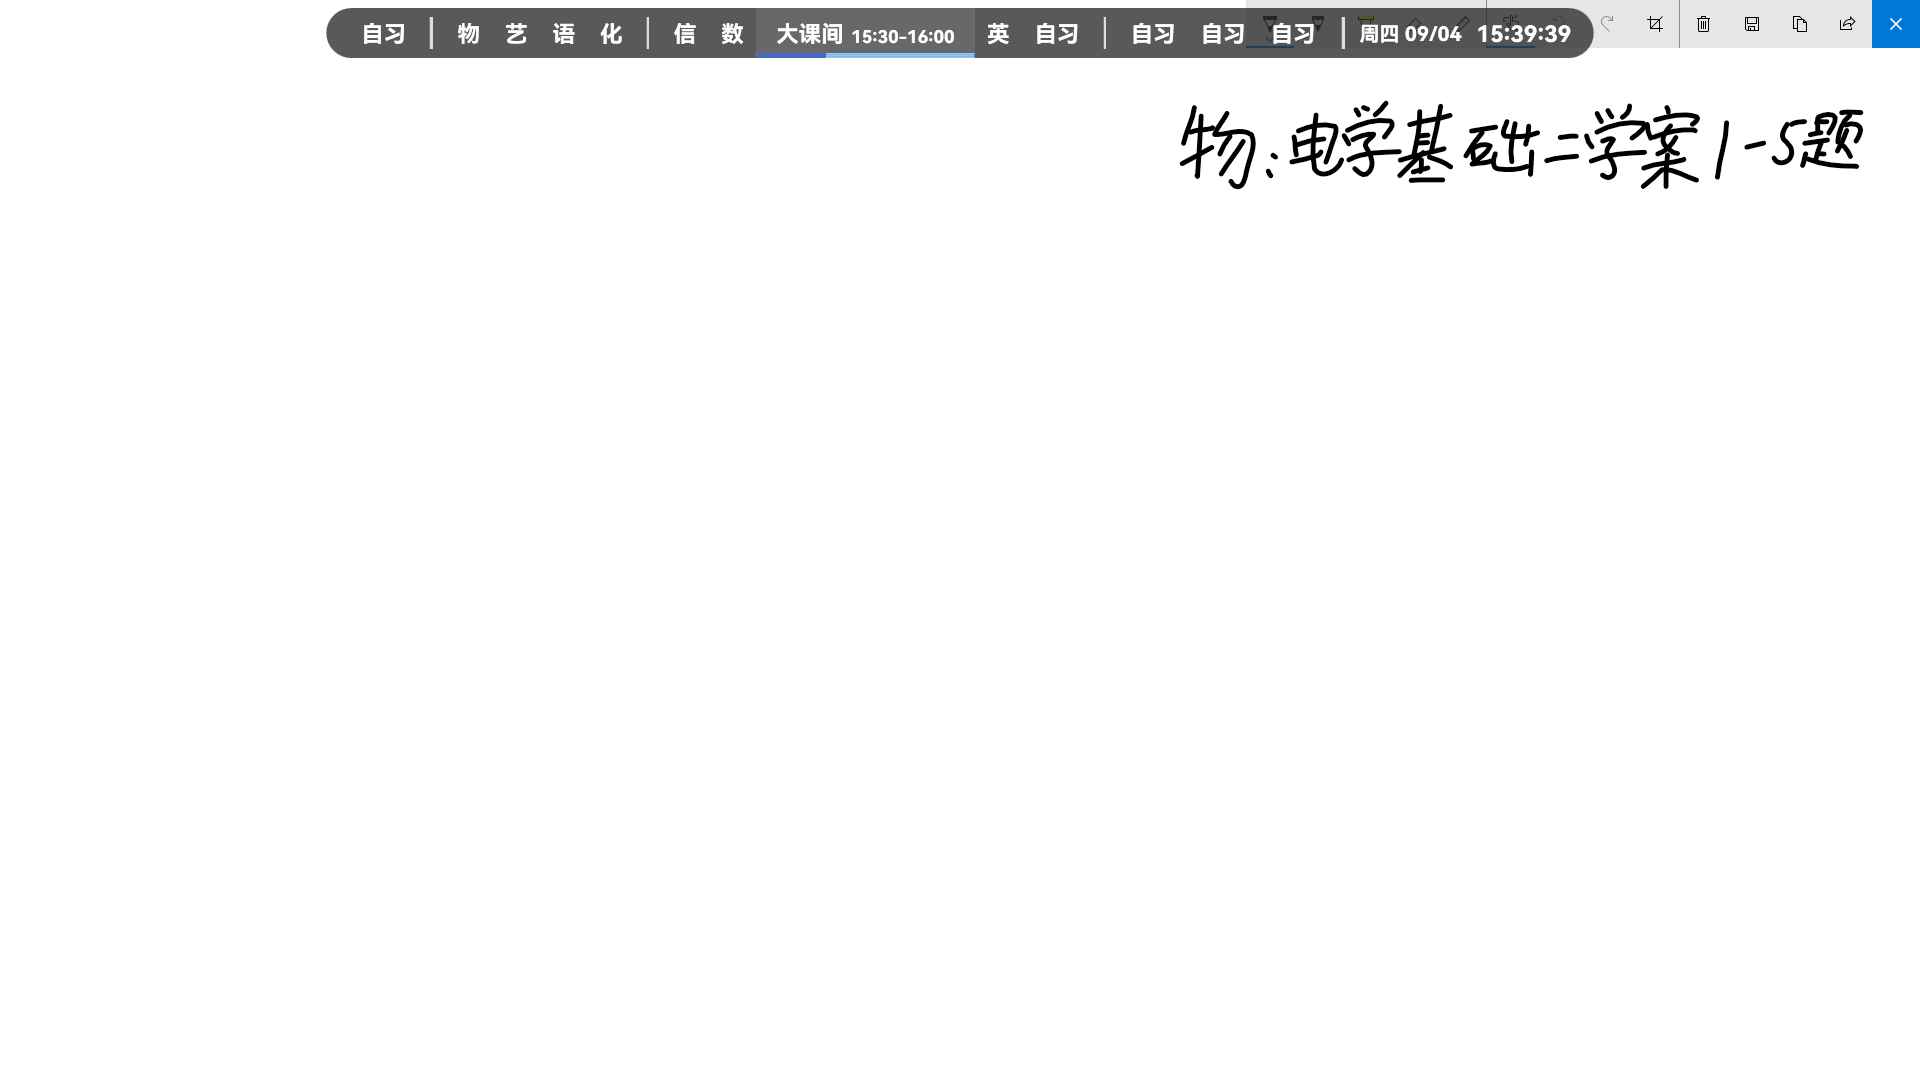 自习 | 物 艺 语 化 | 信 数 大课间 15:30-16:00 英 自习 | 自习 自习 自习 | 周四 09/04 15:39:39
物:电学基础二学案1-5题